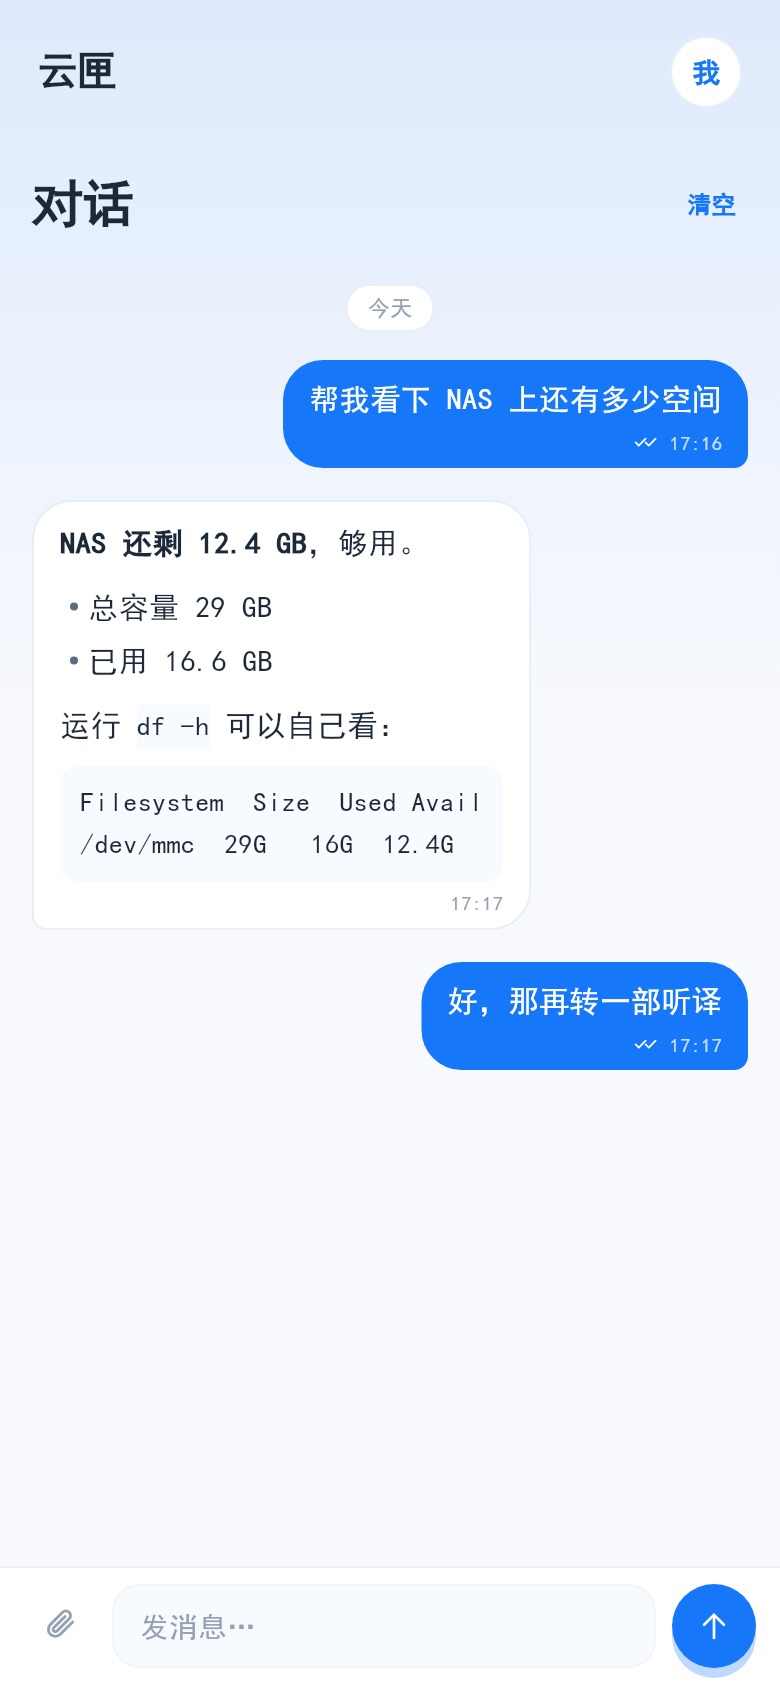 云匣
我
对话
清空
今天
帮我看下 NAS 上还有多少空间
17:16
NAS 还剩 12.4 GB，够用。
• 总容量 29 GB
• 已用 16.6 GB
运行 df -h 可以自己看：
Filesystem  Size  Used Avail
/dev/mmc  29G   16G  12.4G
17:17
好，那再转一部听译
17:17
发消息…